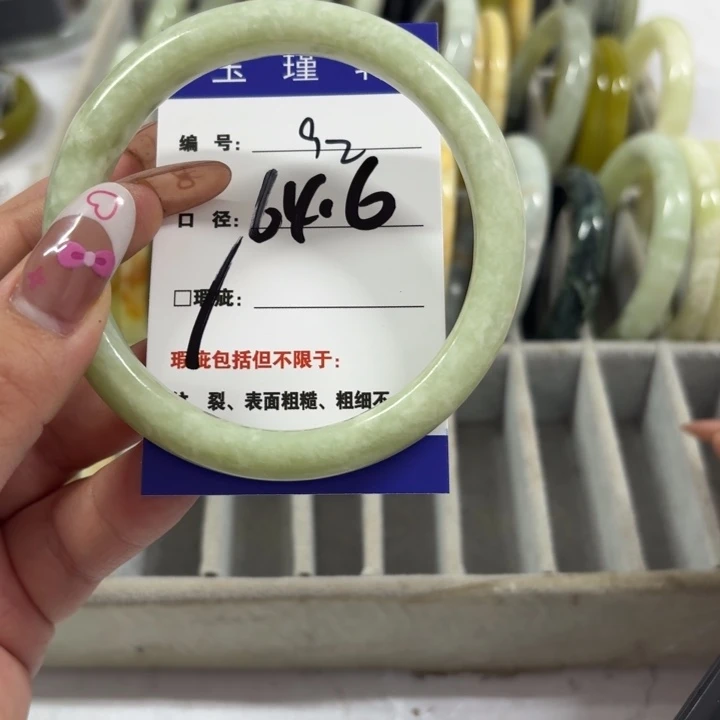 玉 瑾
编 号: 92
口 径: 64.6
□瑕疵:
瑕疵包括但不限于:
裂、表面粗糙、粗细不